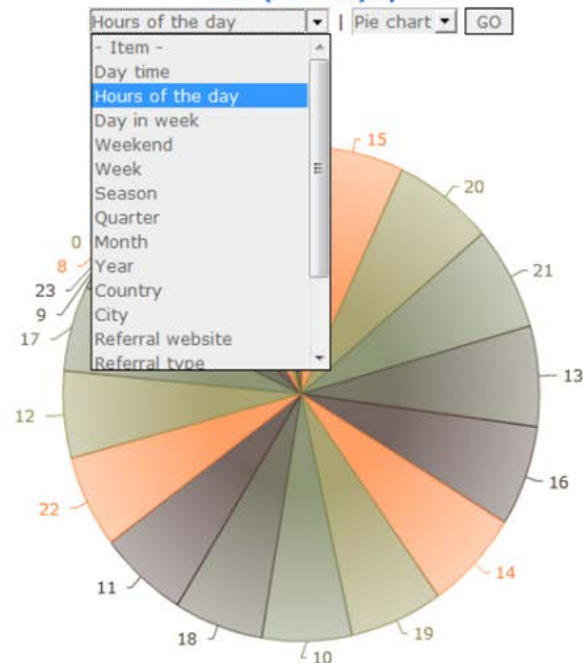 Hours of the day | Pie chart GO
- Item -
Day time
Hours of the day
Day in week
Weekend
Week
Season
Quarter
Month
Year
Country
City
Referral website
Referral type
15
20
21
13
16
14
19
10
18
11
22
12
17
9
23
8
0